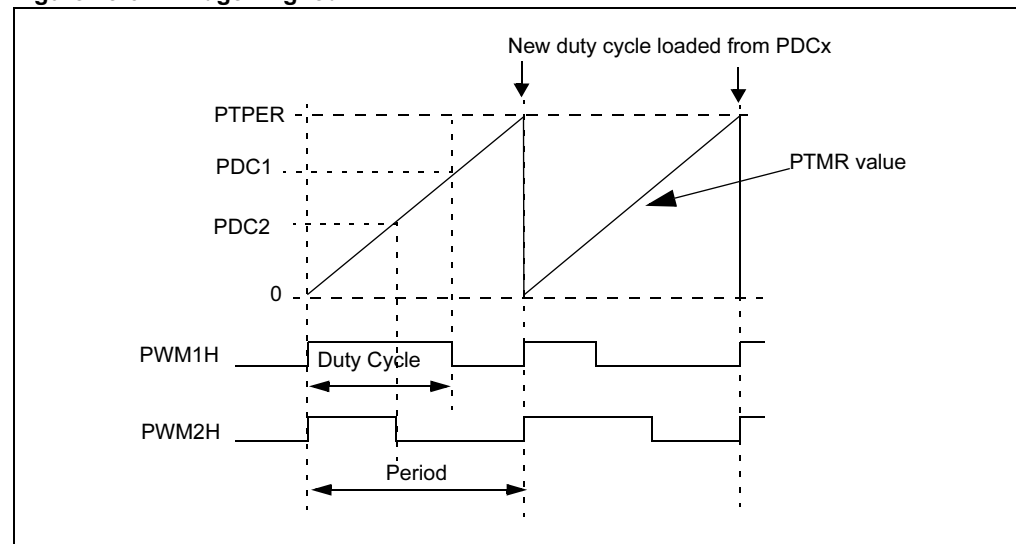 New duty cycle loaded from PDCx
PTPER
PDC1
PTMR value
PDC2
0
PWM1H
Duty Cycle
PWM2H
Period